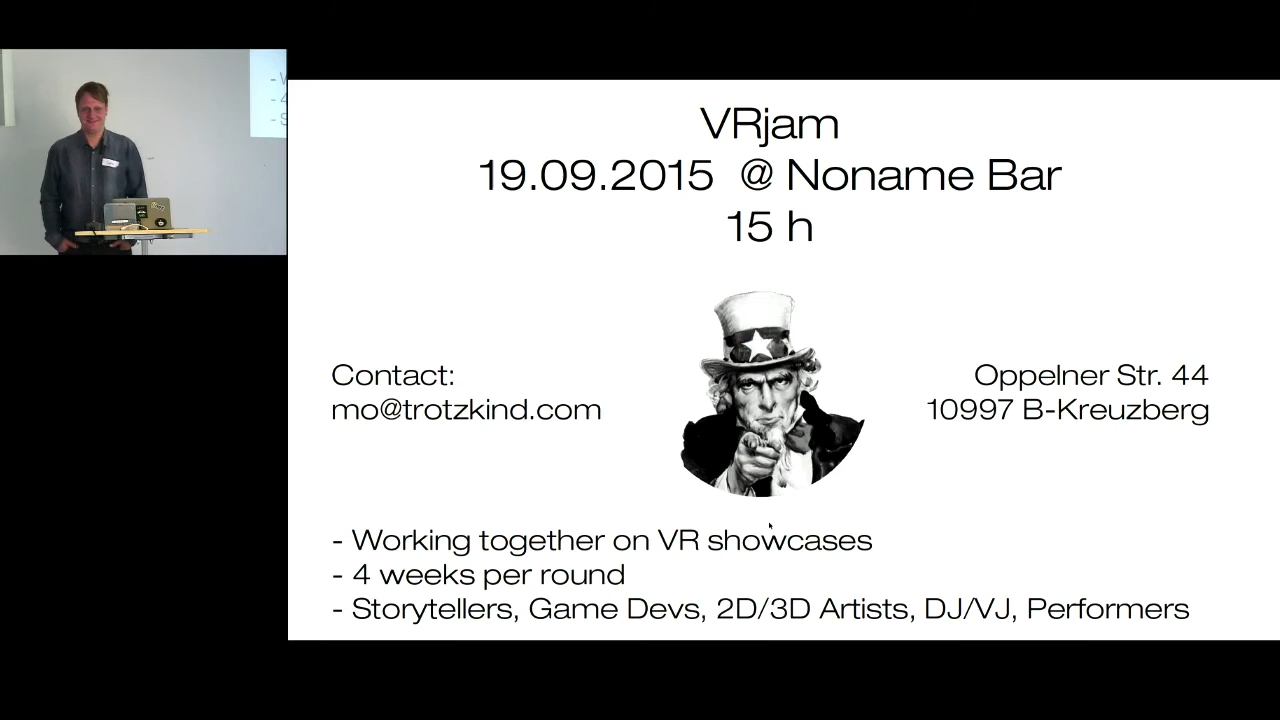 VRjam
19.09.2015 @ Noname Bar
15 h
Contact:
mo@trotzkind.com
Oppelner Str. 44
10997 B-Kreuzberg
- Working together on VR showcases
- 4 weeks per round
- Storytellers, Game Devs, 2D/3D Artists, DJ/VJ, Performers